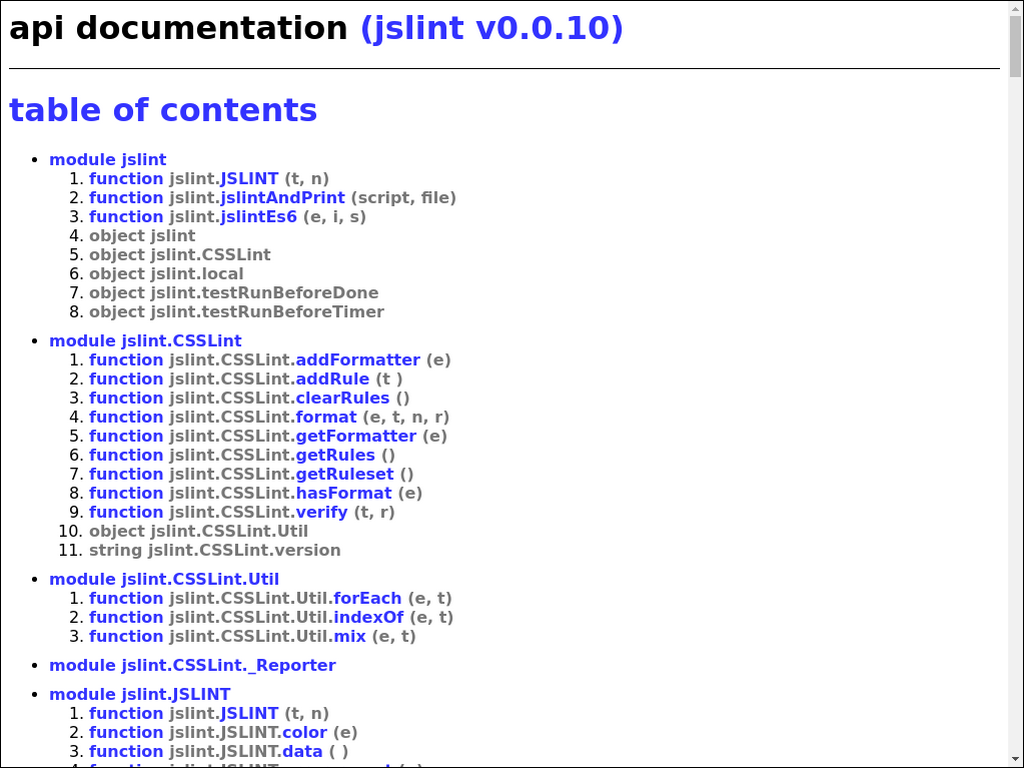 api documentation (jslint v0.0.10)
table of contents
• module jslint
1. function jslint.JSLINT (t, n)
2. function jslint.jslintAndPrint (script, file)
3. function jslint.jslintEs6 (e, i, s)
4. object jslint
5. object jslint.CSSLint
6. object jslint.local
7. object jslint.testRunBeforeDone
8. object jslint.testRunBeforeTimer
• module jslint.CSSLint
1. function jslint.CSSLint.addFormatter (e)
2. function jslint.CSSLint.addRule (t )
3. function jslint.CSSLint.clearRules ()
4. function jslint.CSSLint.format (e, t, n, r)
5. function jslint.CSSLint.getFormatter (e)
6. function jslint.CSSLint.getRules ()
7. function jslint.CSSLint.getRuleset ()
8. function jslint.CSSLint.hasFormat (e)
9. function jslint.CSSLint.verify (t, r)
10. object jslint.CSSLint.Util
11. string jslint.CSSLint.version
• module jslint.CSSLint.Util
1. function jslint.CSSLint.Util.forEach (e, t)
2. function jslint.CSSLint.Util.indexOf (e, t)
3. function jslint.CSSLint.Util.mix (e, t)
• module jslint.CSSLint._Reporter
• module jslint.JSLINT
1. function jslint.JSLINT (t, n)
2. function jslint.JSLINT.color (e)
3. function jslint.JSLINT.data ( )